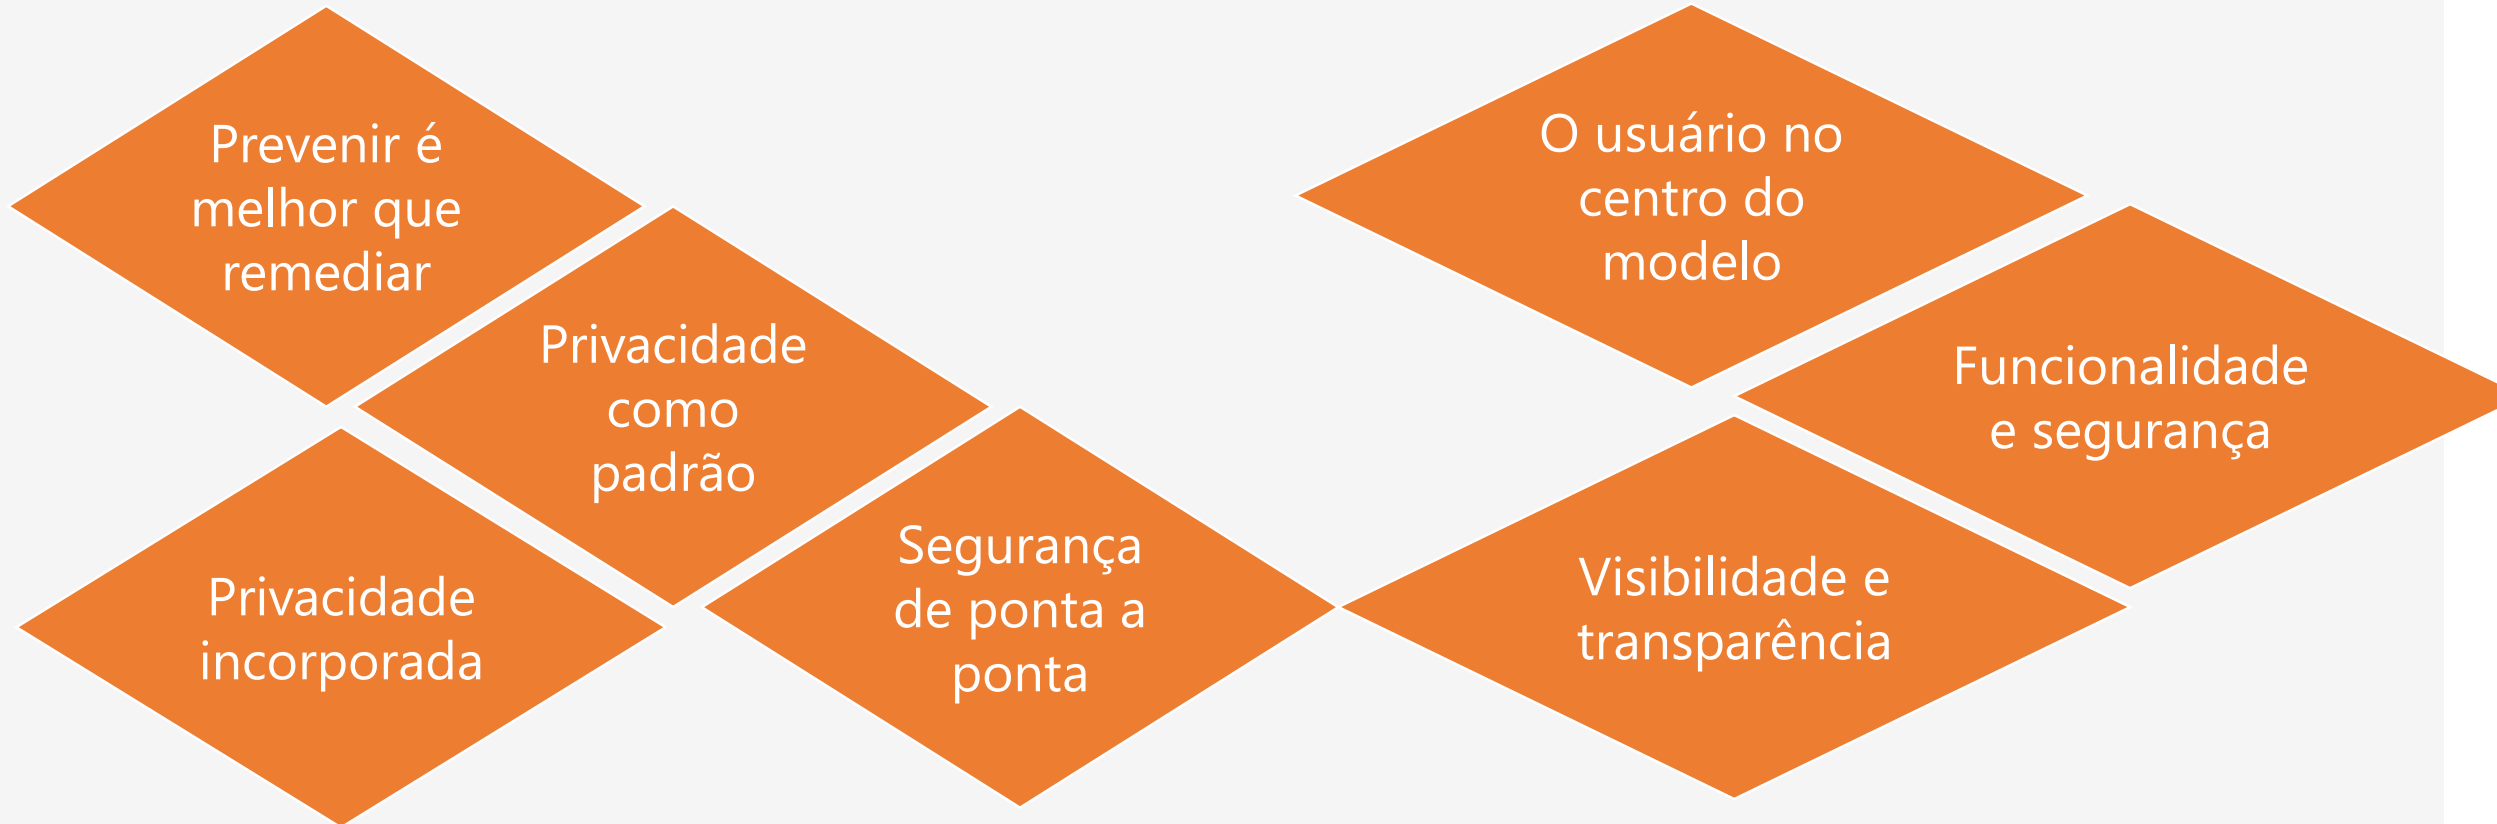 Prevenir é
melhor que
remediar
Privacidade
como
padrão
Privacidade
incorporada
Segurança
de ponta a
ponta
O usuário no
centro do
modelo
Funcionalidade
e segurança
Visibilidade e
transparência